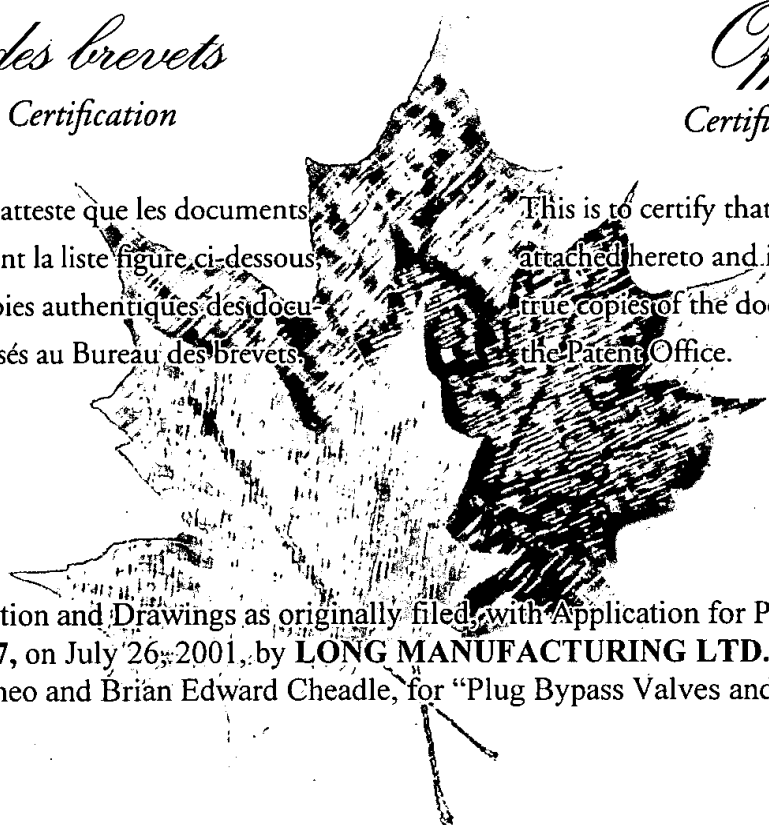 des brevets
Certification
atteste que les documents
nt la liste figure ci-dessous,
pies authentiques des docu-
sés au Bureau des brevets.
Certifi
This is to certify that
attached hereto and i
true copies of the doc
the Patent Office.
tion and Drawings as originally filed, with Application for P
7, on July 26, 2001, by LONG MANUFACTURING LTD.
neo and Brian Edward Cheadle, for “Plug Bypass Valves and